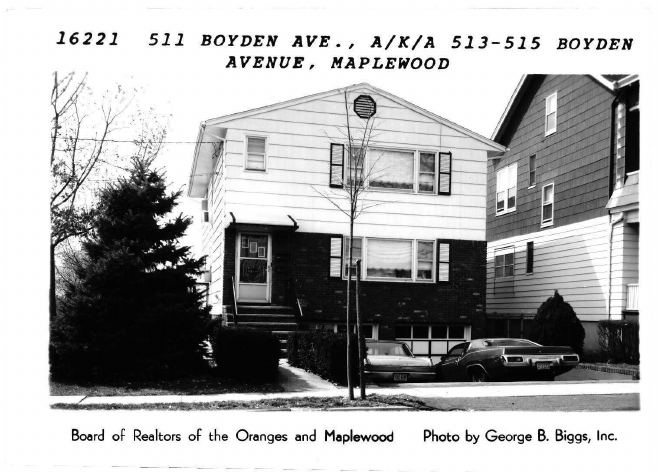 16221 511 BOYDEN AVE., A/K/A 513-515 BOYDEN
AVENUE, MAPLEWOOD
Board of Realtors of the Oranges and Maplewood Photo by George B. Biggs, Inc.